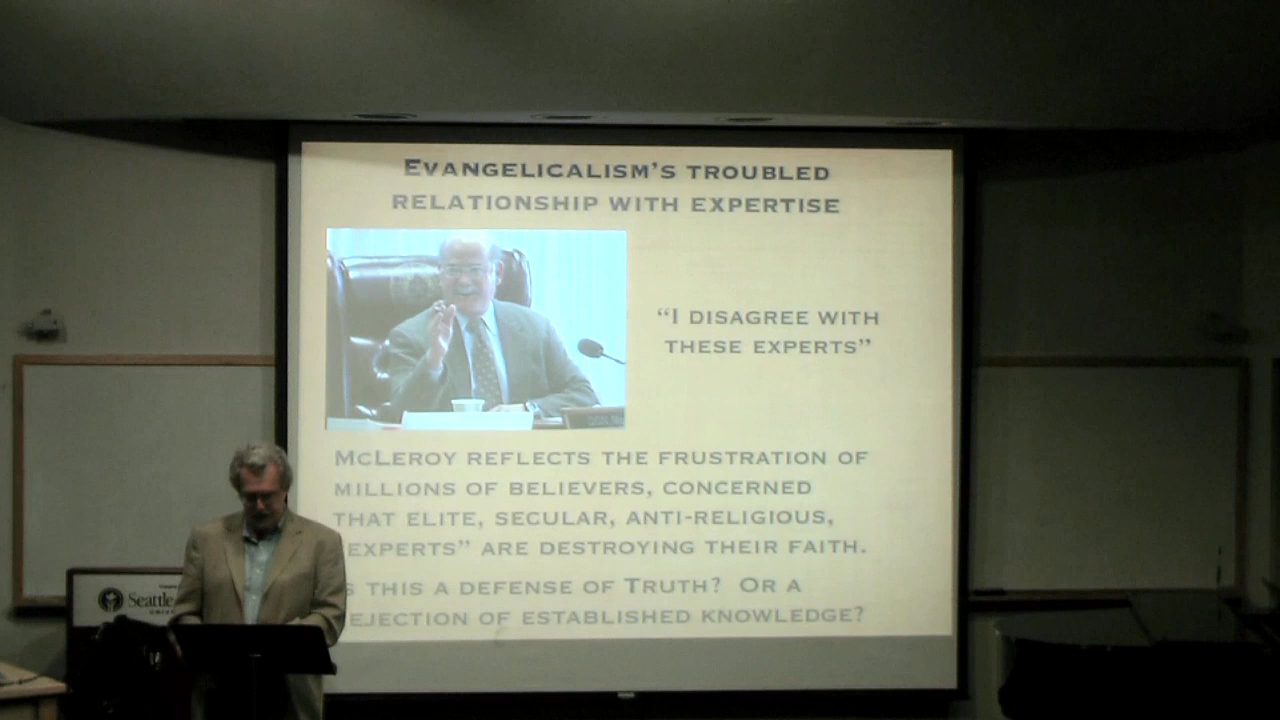 EVANGELICALISM'S TROUBLED
RELATIONSHIP WITH EXPERTISE
"I DISAGREE WITH
THESE EXPERTS"
MCLEROY REFLECTS THE FRUSTRATION OF
MILLIONS OF BELIEVERS, CONCERNED
THAT ELITE, SECULAR, ANTI-RELIGIOUS,
EXPERTS" ARE DESTROYING THEIR FAITH.
S THIS A DEFENSE OF TRUTH? OR A
EJECTION OF ESTABLISHED KNOWLEDGE?
Seattle